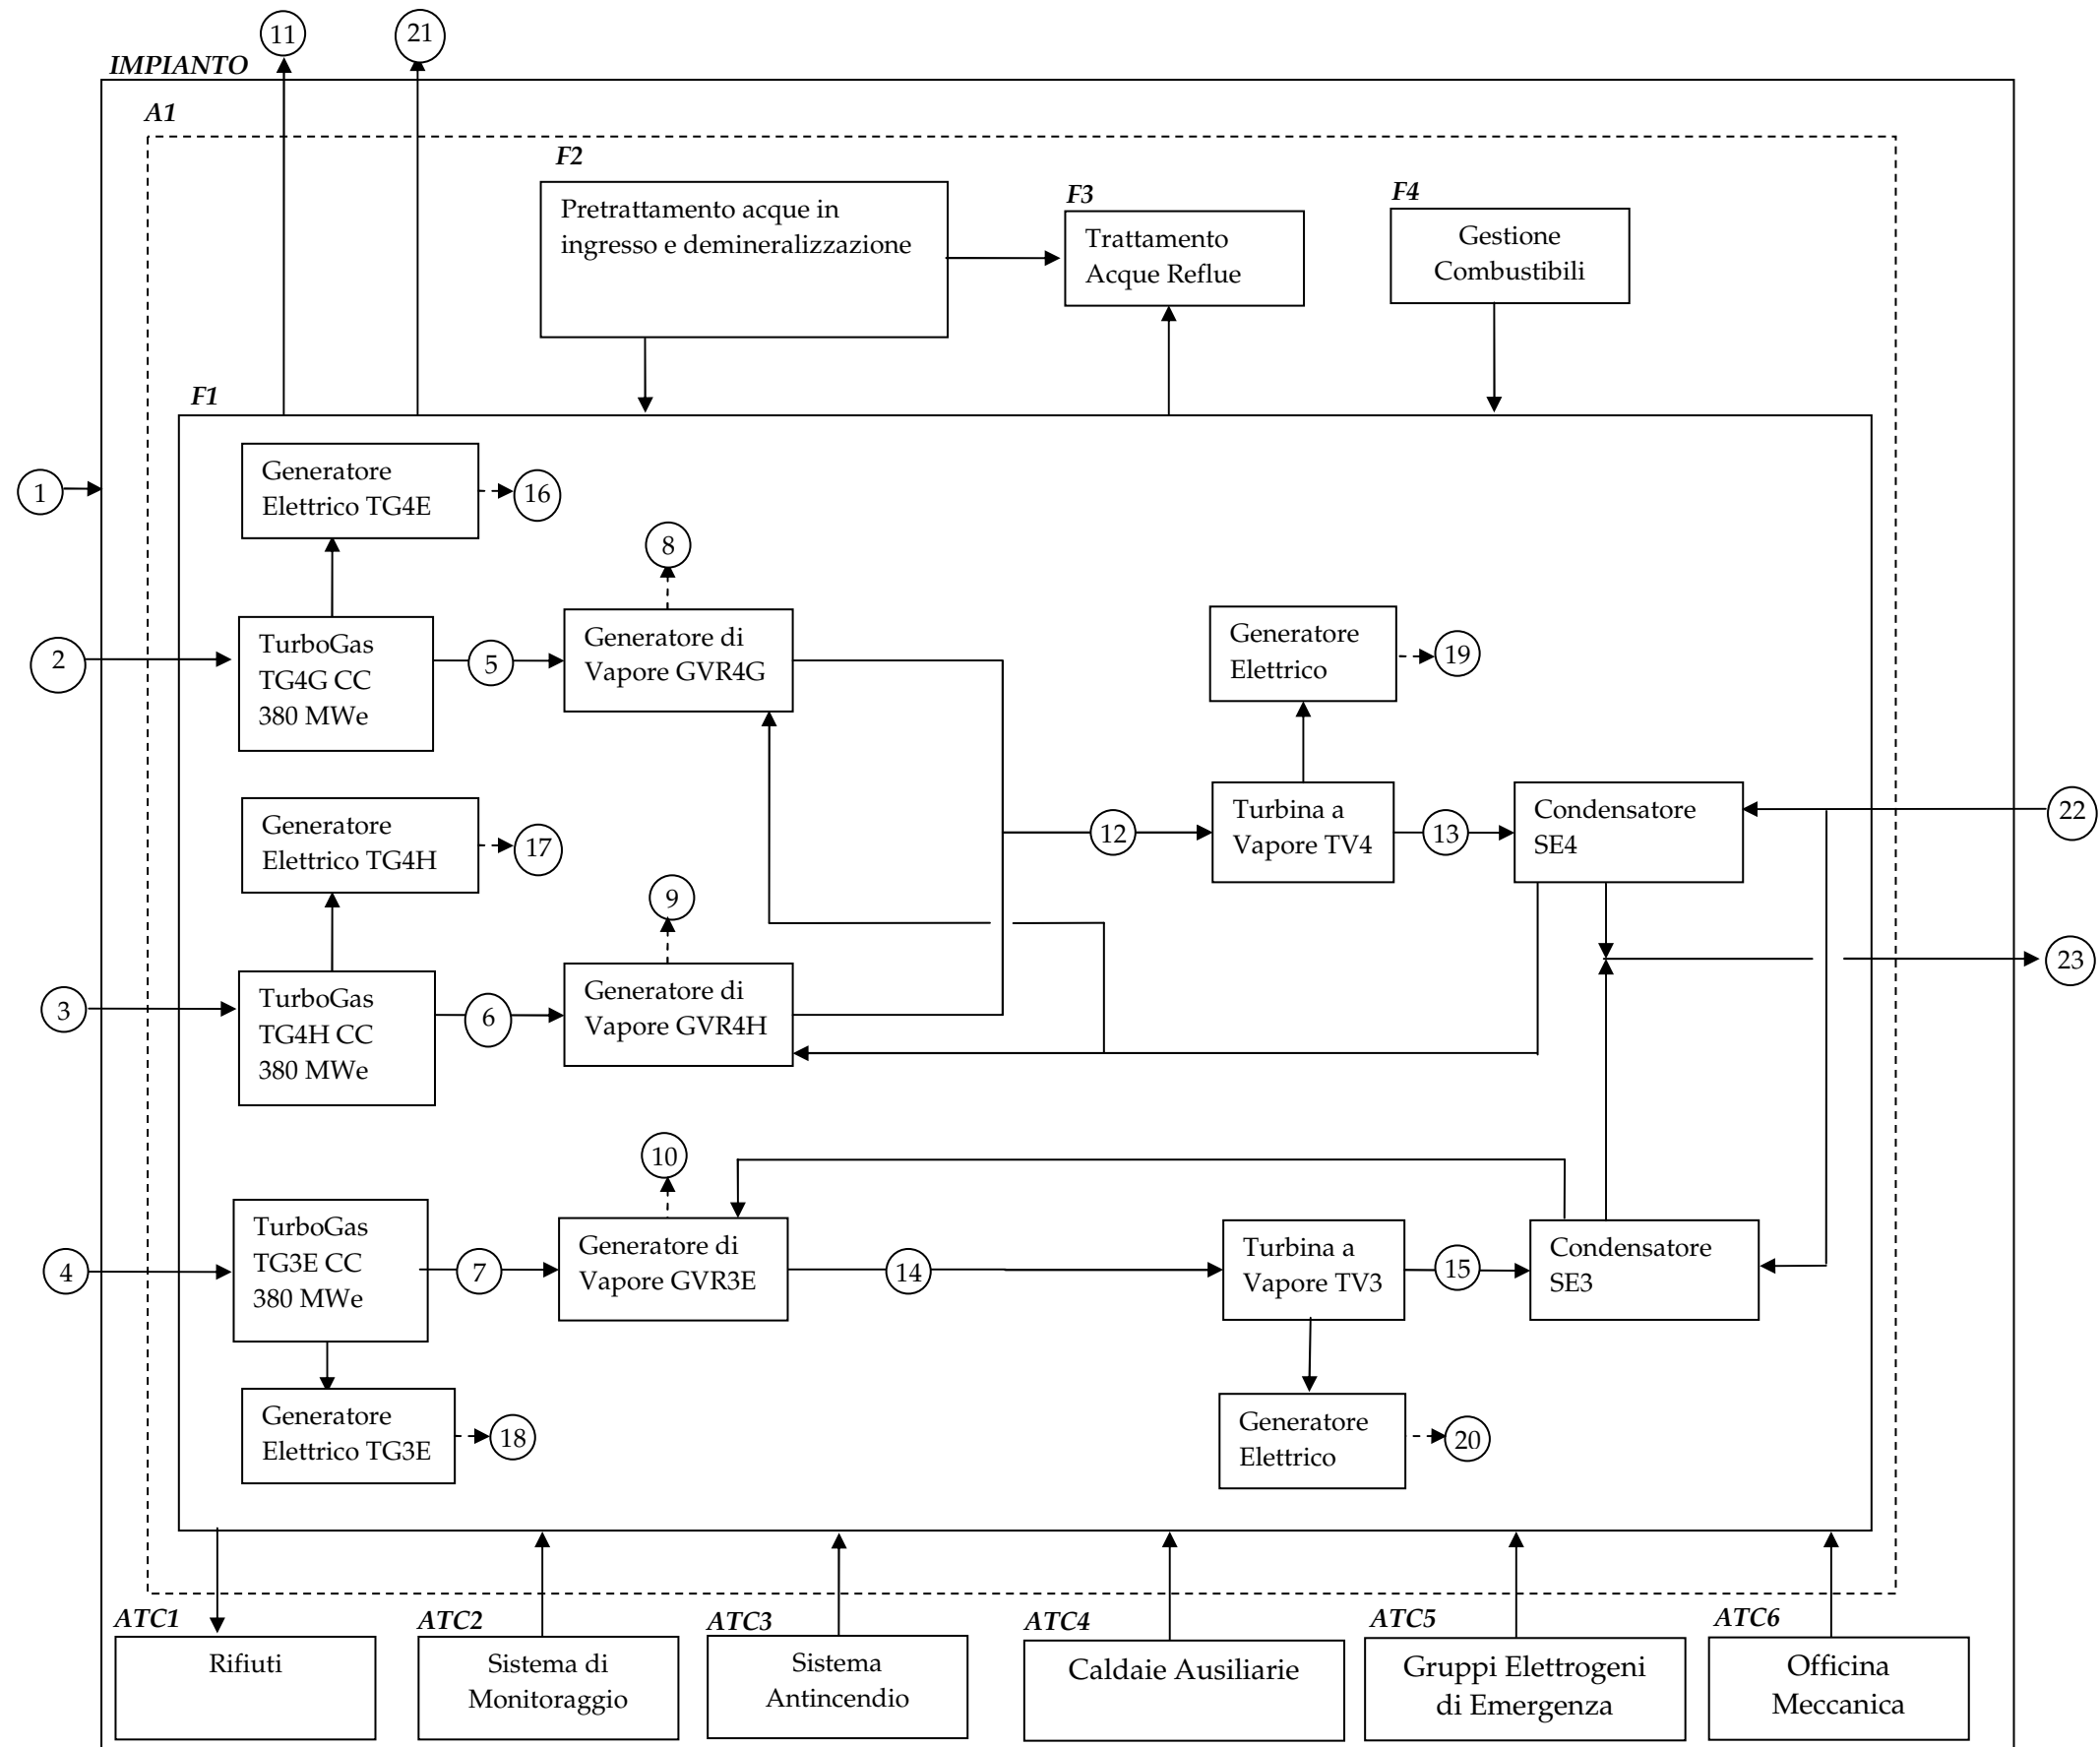 11
21
IMPIANTO
A1
F2
Pretrattamento acque in
ingresso e demineralizzazione
F3
Trattamento
Acque Reflue
F4
Gestione
Combustibili
F1
1
Generatore
Elettrico TG4E
16
8
2
TurboGas
TG4G CC
380 MWe
5
Generatore di
Vapore GVR4G
Generatore
Elettrico
19
Generatore
Elettrico TG4H
17
12
Turbina a
Vapore TV4
13
Condensatore
SE4
22
9
23
3
TurboGas
TG4H CC
380 MWe
6
Generatore di
Vapore GVR4H
10
4
TurboGas
TG3E CC
380 MWe
7
Generatore di
Vapore GVR3E
14
Turbina a
Vapore TV3
15
Condensatore
SE3
Generatore
Elettrico TG3E
18
Generatore
Elettrico
20
ATC1
Rifiuti
ATC2
Sistema di
Monitoraggio
ATC3
Sistema
Antincendio
ATC4
Caldaie Ausiliarie
ATC5
Gruppi Elettrogeni
di Emergenza
ATC6
Officina
Meccanica